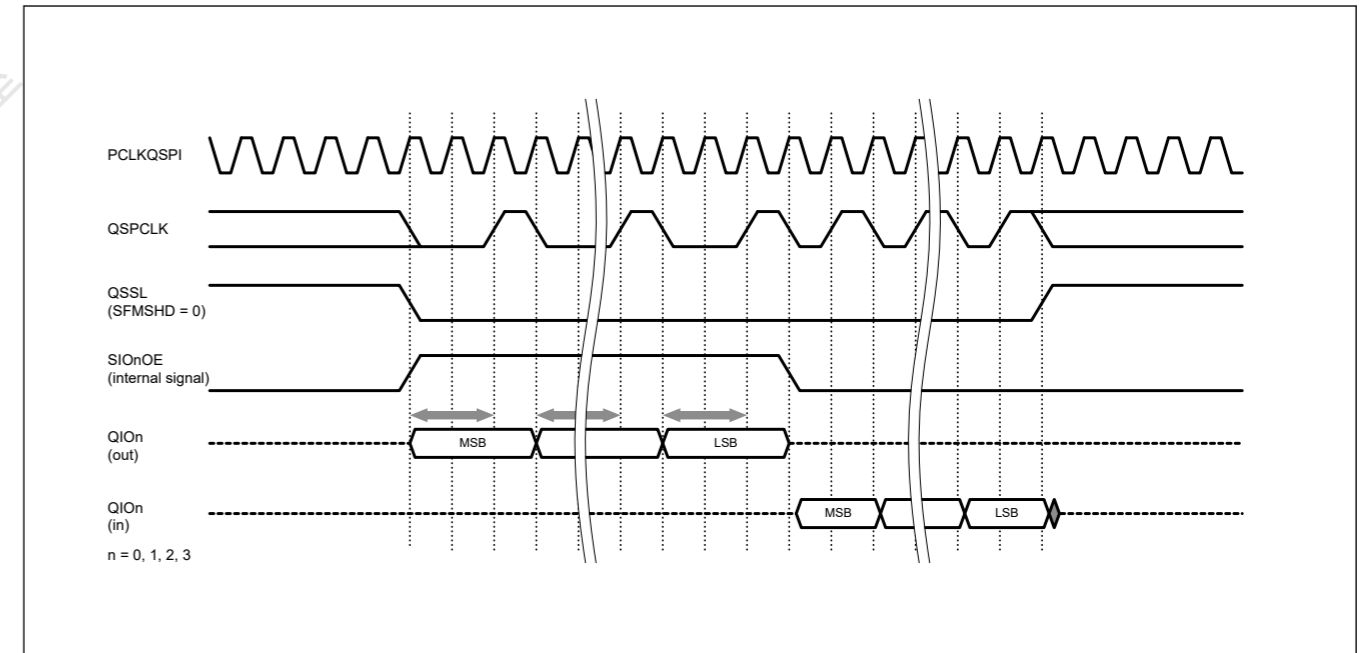 PCLKQSPI
QSPCLK
QSSL
(SFMSHD = 0)
SIOnOE
(internal signal)
QIOn
(out)
MSB
LSB
QIOn
(in)
MSB
LSB
n = 0, 1, 2, 3